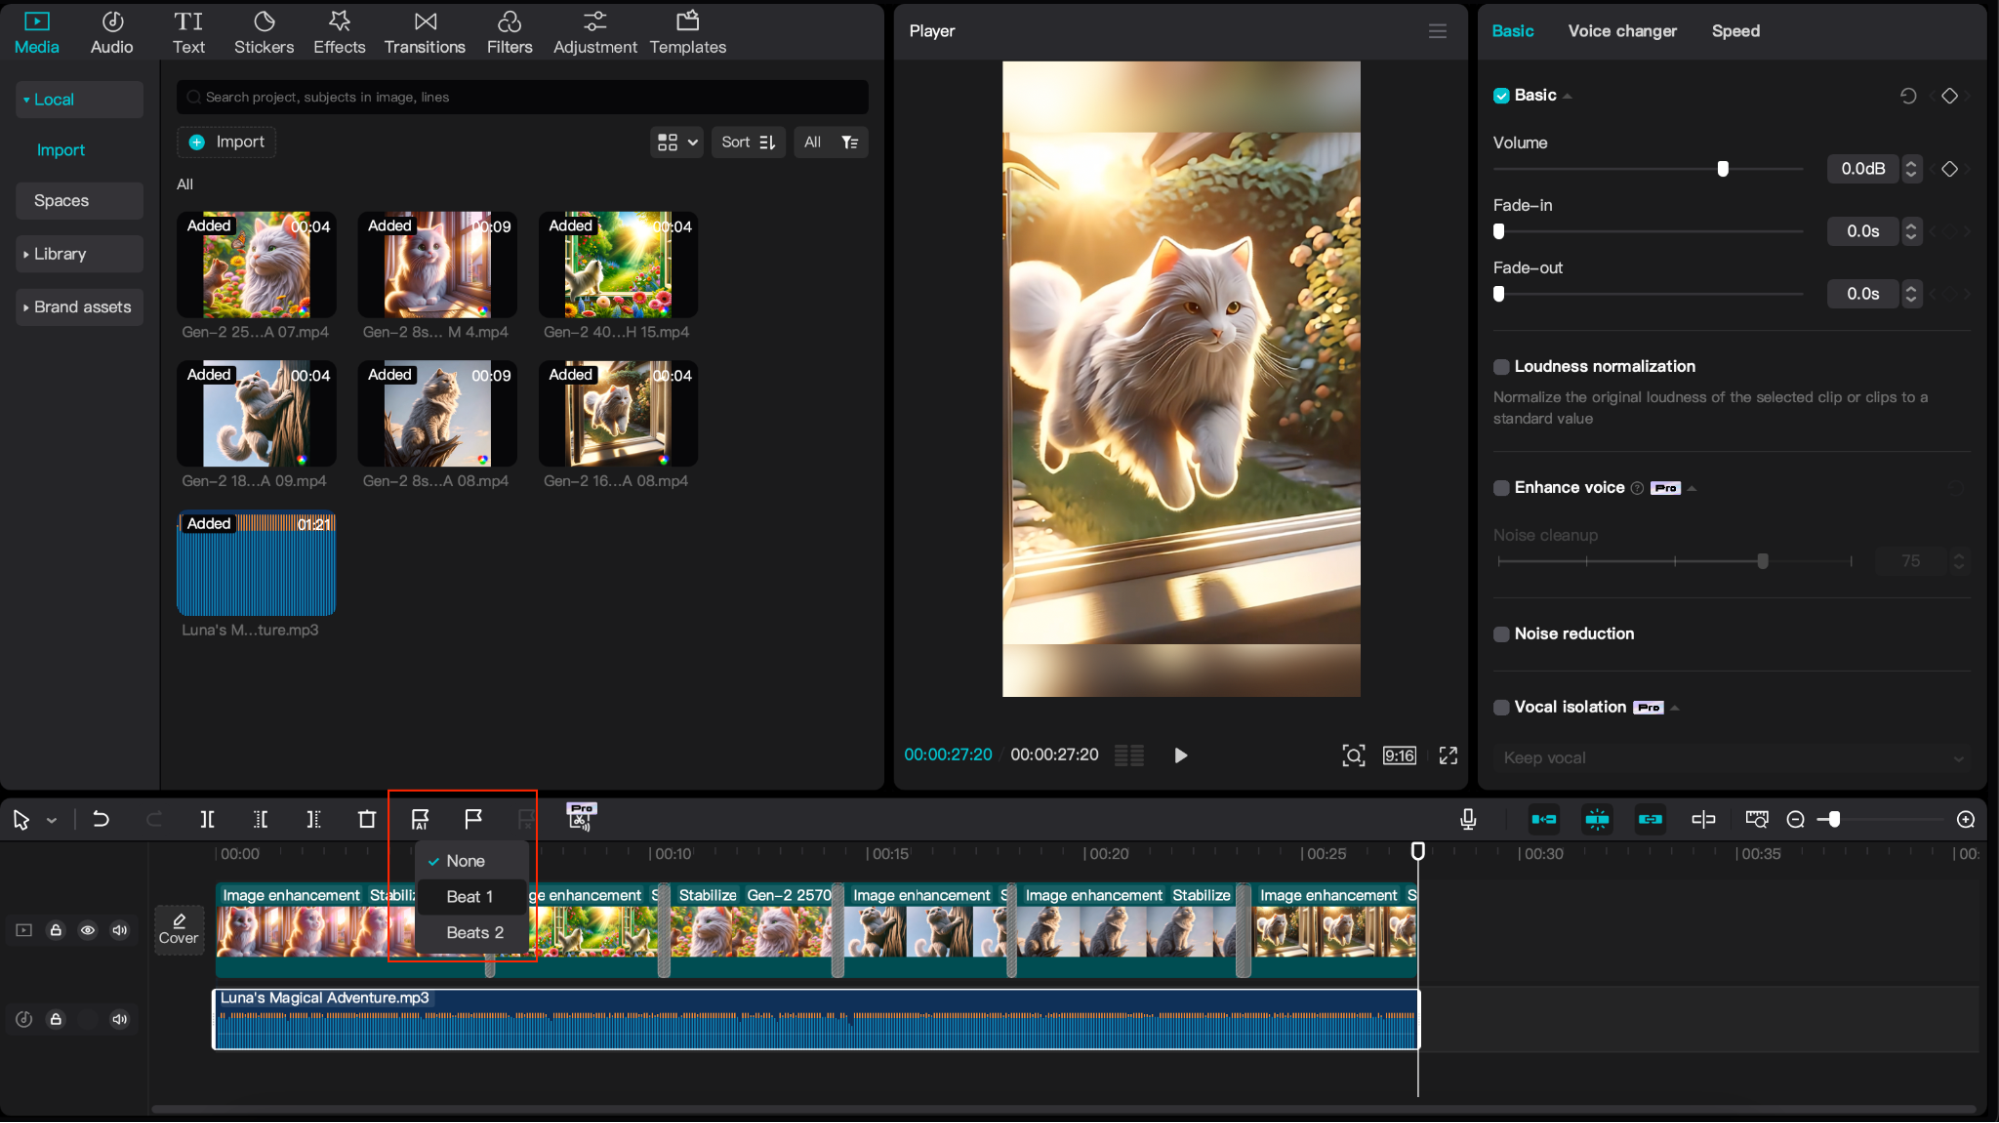 Media
Audio
TI
Text
Stickers
Effects
Transitions
Filters
Adjustment
Templates
Local
Import
Spaces
Library
Brand assets
Search project, subjects in image, lines
Import
Sort
All
All
Added 00:04
Gen-2 25...A 07.mp4
Added 00:09
Gen-2 8s... M 4.mp4
Added 00:04
Gen-2 40...H 15.mp4
Added 00:04
Gen-2 18...A 09.mp4
Added 00:09
Gen-2 8s...A 08.mp4
Added 00:04
Gen-2 16...A 08.mp4
Added 01:21
Luna's M...ture.mp3
Player
00:00:27:20 / 00:00:27:20
9:16
Basic
Voice changer
Speed
Basic
Volume
0.0dB
Fade-in
0.0s
Fade-out
0.0s
Loudness normalization
Normalize the original loudness of the selected clip or clips to a
standard value
Enhance voice Pro
Noise cleanup
75
Noise reduction
Vocal isolation Pro
Keep vocal
AI
Pro
00:00
00:10
00:15
00:20
00:25
00:30
00:35
00:
None
Beat 1
Beats 2
Cover
Image enhancement Stabili
ge enhancement S
Stabilize Gen-2 2570
Image enhancement S
Image enhancement Stabilize
Image enhancement S
Luna's Magical Adventure.mp3